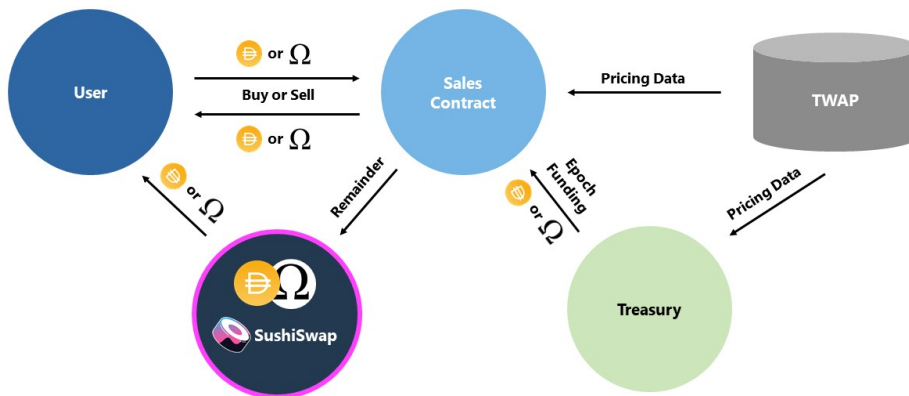 or Ω
User
Buy or Sell
or Ω
Sales
Contract
Pricing Data
TWAP
or Ω
Remainder
Epoch
Funding
or Ω
Pricing Data
Ω
SushiSwap
Treasury